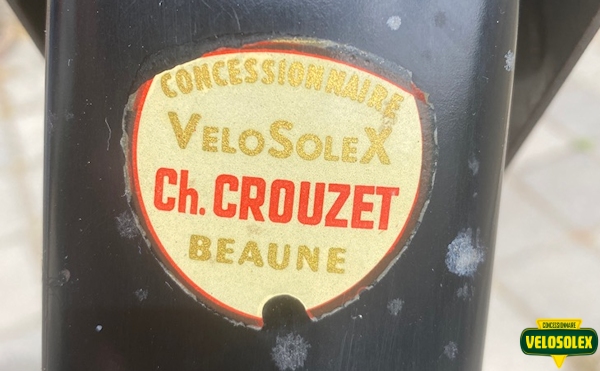 CONCESSIONNAIRE
VELOSOLEX
Ch. CROUZET
BEAUNE
CONCESSIONNAIRE
VELOSOLEX